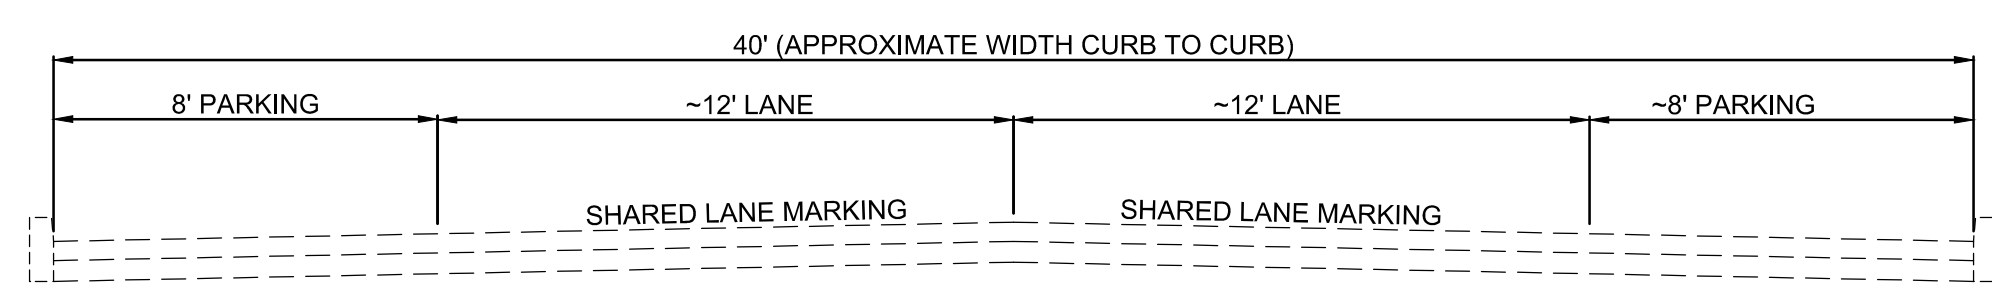 40' (APPROXIMATE WIDTH CURB TO CURB)
8' PARKING
~12' LANE
~12' LANE
~8' PARKING
SHARED LANE MARKING
SHARED LANE MARKING